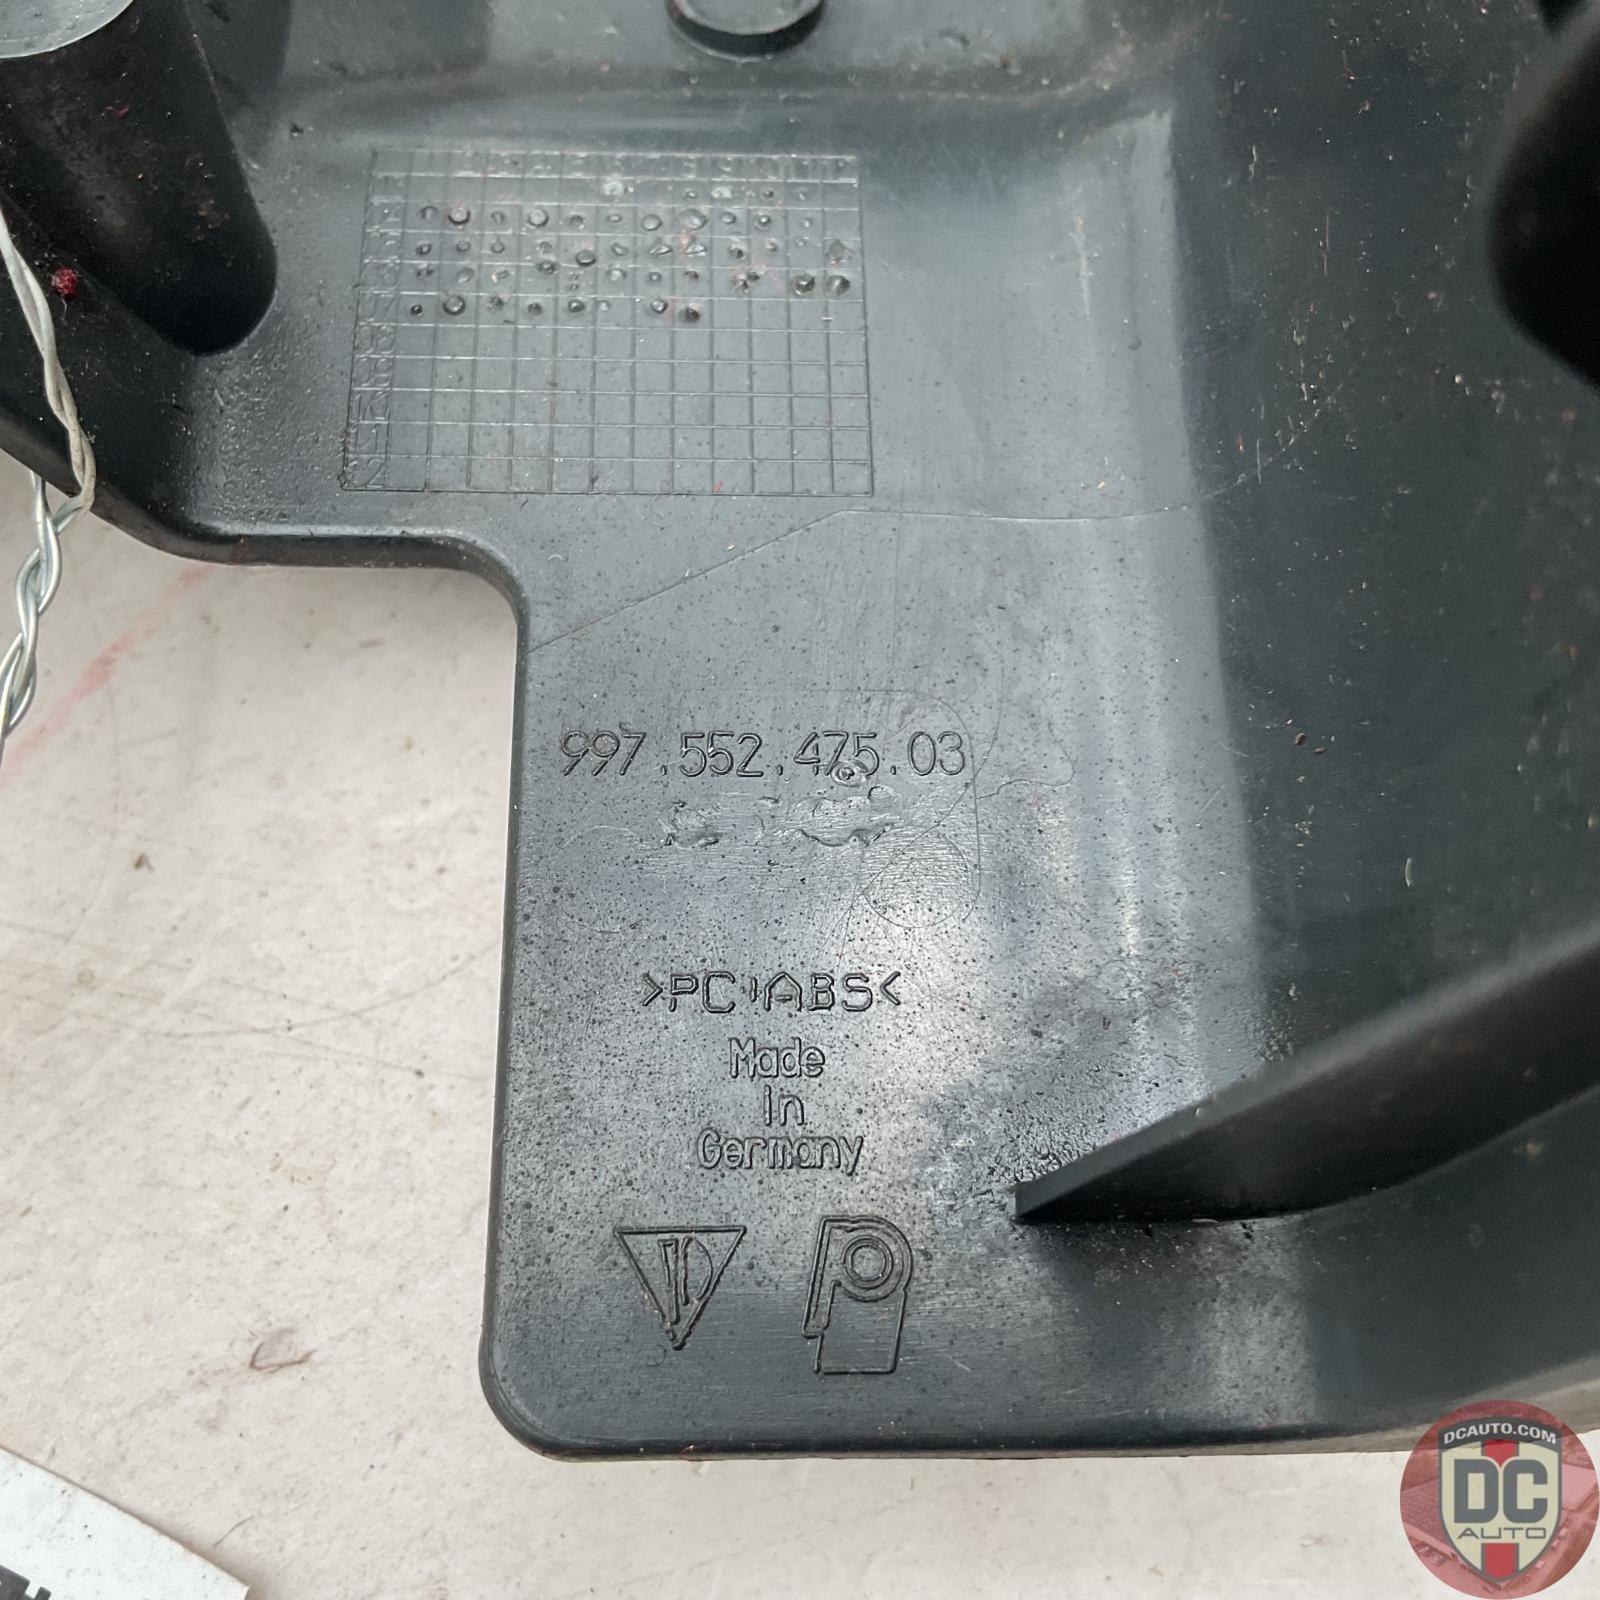 997.552.475.03
>PC+ABS<
Made
in
Germany
DCAUTO.COM
DC
AUTO